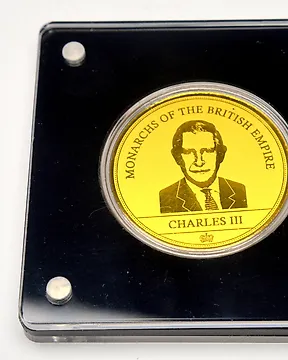 MONARCHS OF THE BRITISH EMPIRE
CHARLES III